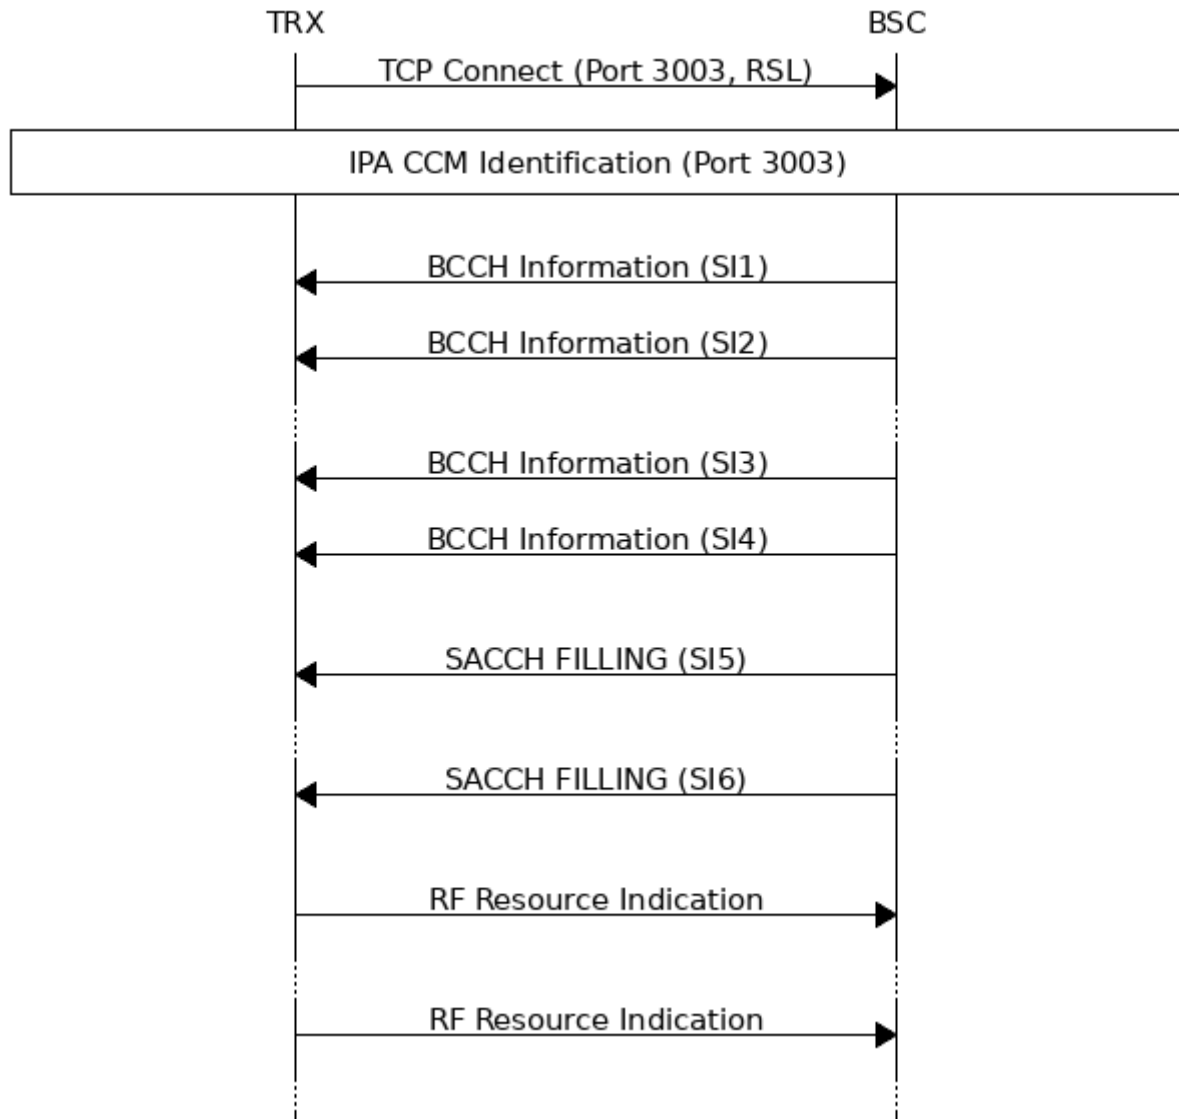 TRX BSC
TCP Connect (Port 3003, RSL)
IPA CCM Identification (Port 3003)
BCCH Information (SI1)
BCCH Information (SI2)
BCCH Information (SI3)
BCCH Information (SI4)
SACCH FILLING (SI5)
SACCH FILLING (SI6)
RF Resource Indication
RF Resource Indication